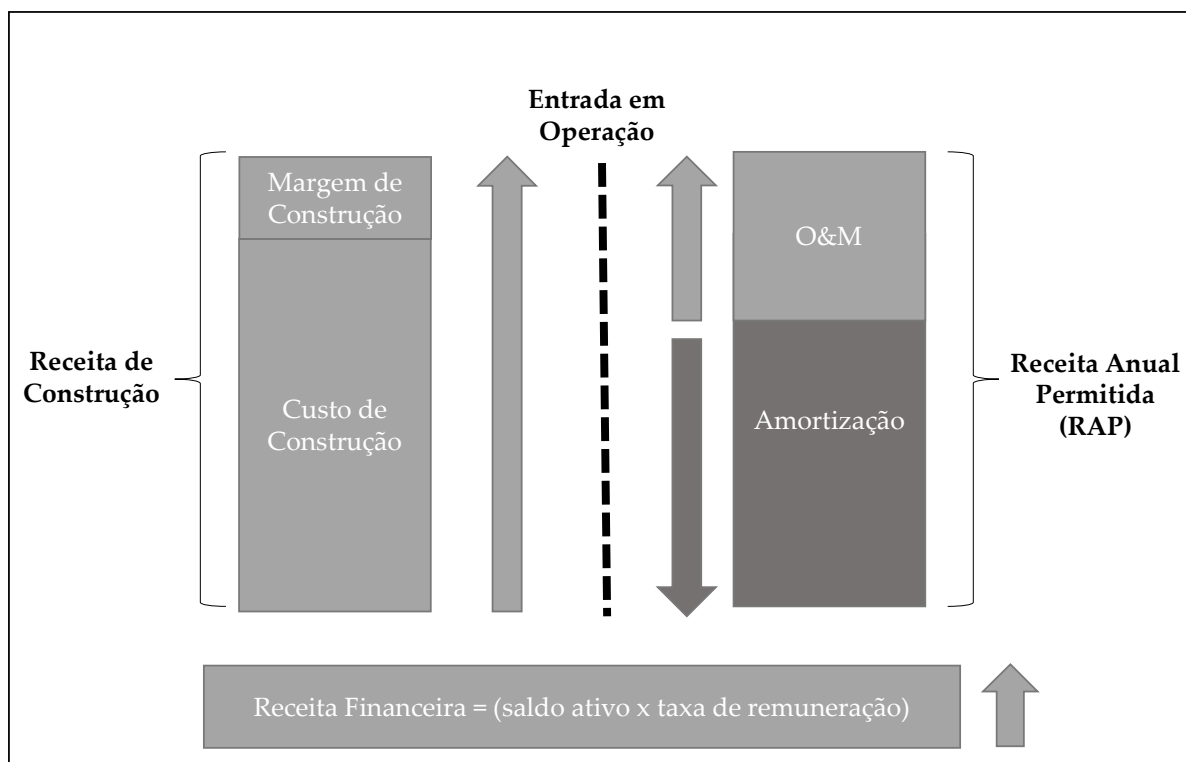 Entrada em
Operação
Margem de
Construção
O&M
Receita de
Construção
Custo de
Construção
Amortização
Receita Anual
Permitida
(RAP)
Receita Financeira = (saldo ativo x taxa de remuneração)